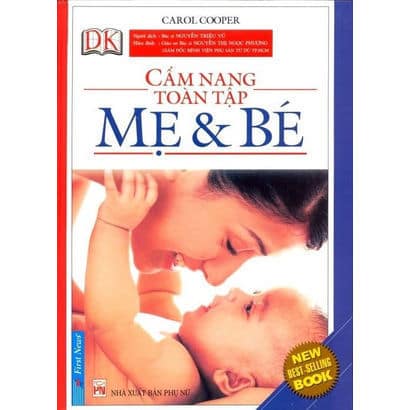 CAROL COOPER
DK
Người dịch : Bác sĩ NGUYỄN TRIỆU VŨ
Hiệu đính : Giáo sư Bác sĩ NGUYỄN THỊ NGỌC PHƯỢNG
GIÁM ĐỐC BỆNH VIỆN PHỤ SẢN TỪ DŨ TP.HCM
CẨM NANG
TOÀN TẬP
MẸ & BÉ
NEW
BEST-SELLING
BOOK
First News
PN
NHÀ XUẤT BẢN PHỤ NỮ